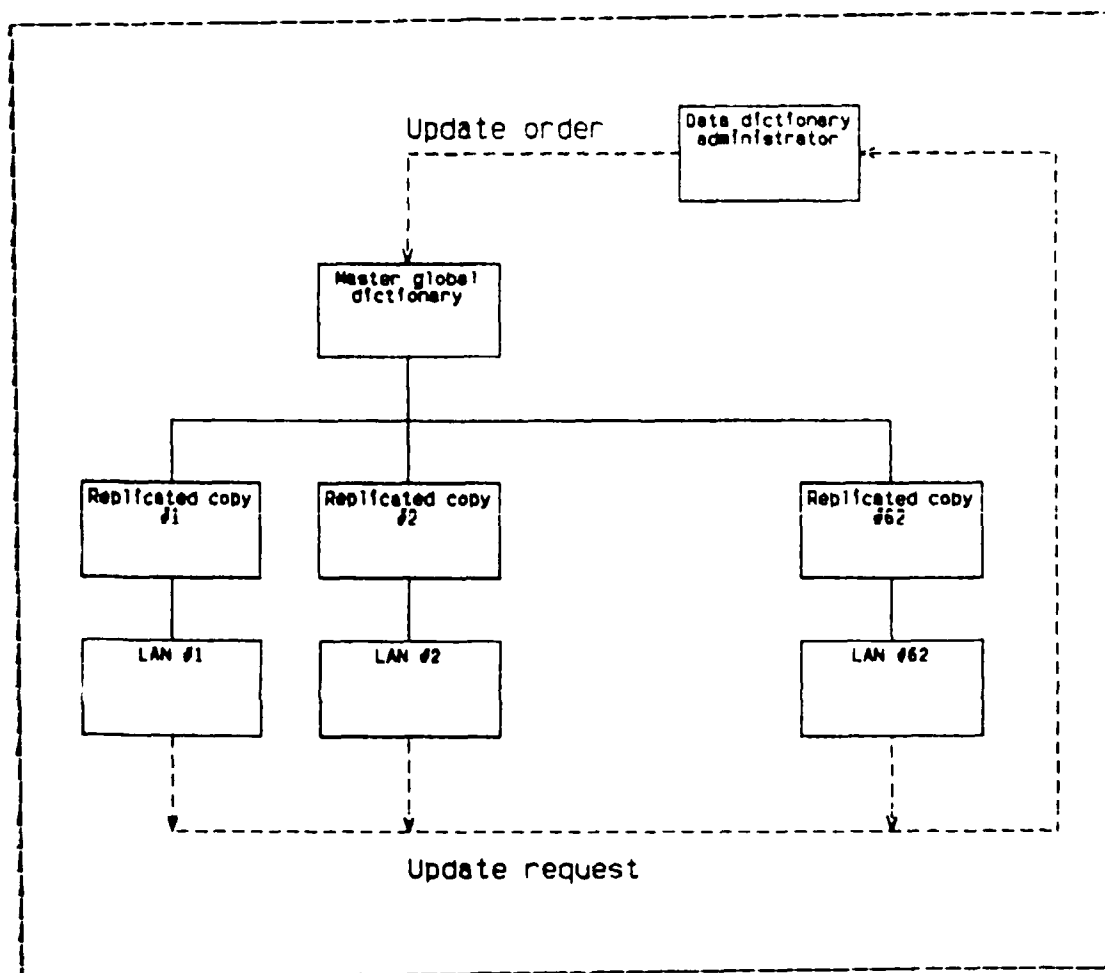 Update order
Data dictionary
administrator
Master global
dictionary
Replicated copy
#1
Replicated copy
#2
Replicated copy
#62
LAN #1
LAN #2
LAN #62
Update request